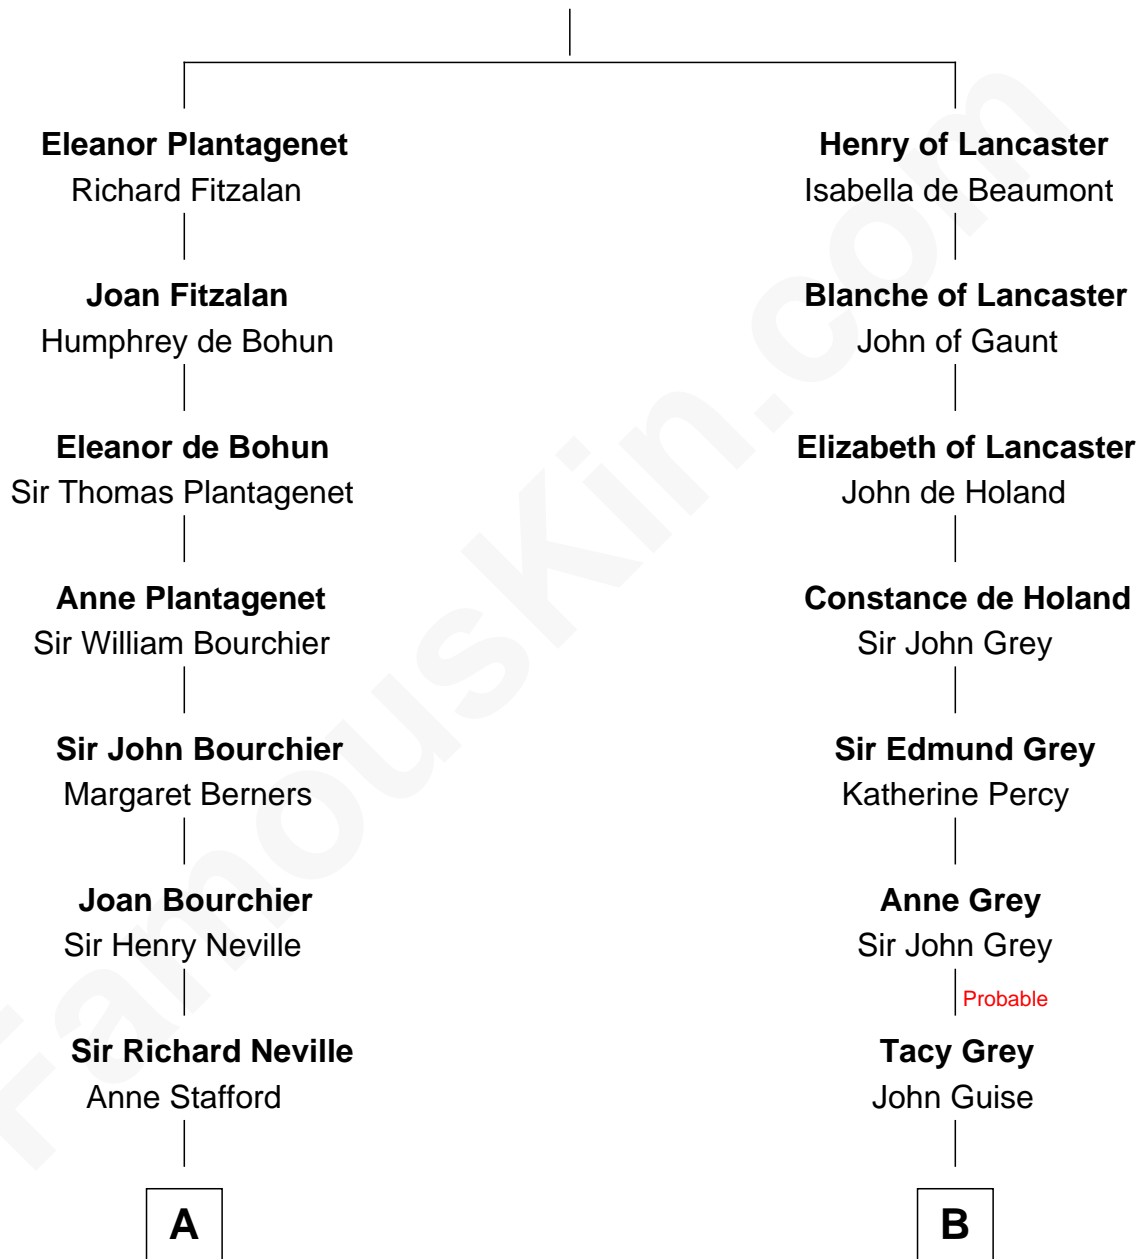 Eleanor Plantagenet
Richard Fitzalan
Joan Fitzalan
Humphrey de Bohun
Eleanor de Bohun
Sir Thomas Plantagenet
Anne Plantagenet
Sir William Bourchier
Sir John Bourchier
Margaret Berners
Joan Bourchier
Sir Henry Neville
Sir Richard Neville
Anne Stafford
A
Henry of Lancaster
Isabella de Beaumont
Blanche of Lancaster
John of Gaunt
Elizabeth of Lancaster
John de Holand
Constance de Holand
Sir John Grey
Sir Edmund Grey
Katherine Percy
Anne Grey
Sir John Grey
Probable
Tacy Grey
John Guise
B
FamousKin.com